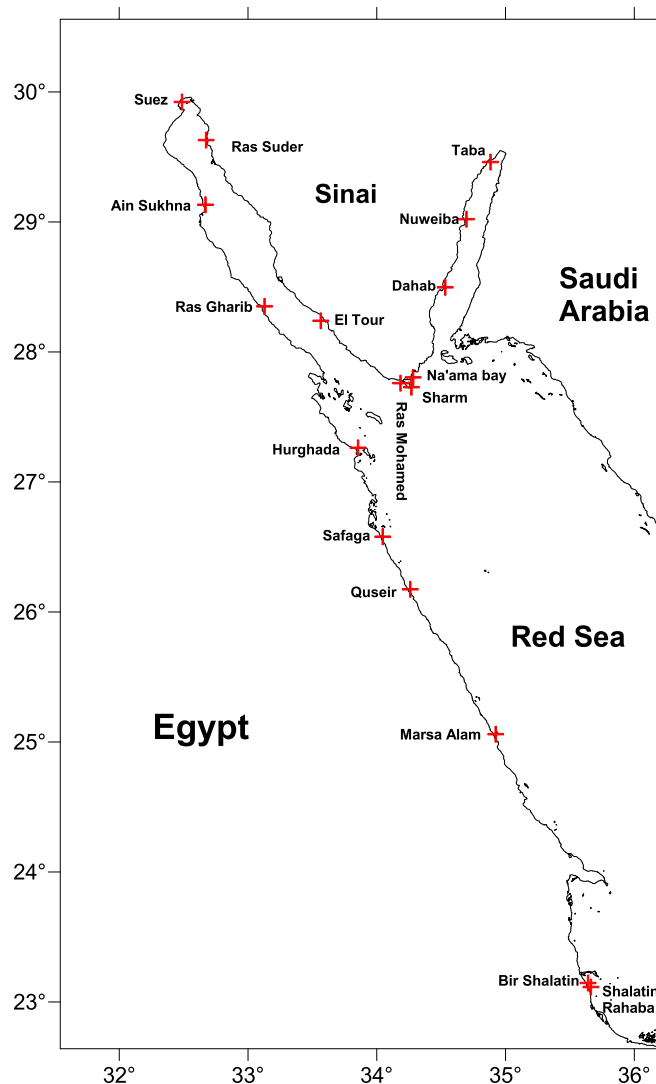 30°
Suez
Ras Suder
Taba
Sinai
Ain Sukhna
29°
Nuweiba
Dahab
Saudi
Arabia
Ras Gharib
El Tour
28°
Na'ama bay
Sharm
Ras Mohamed
Hurghada
27°
Safaga
Quseir
26°
Red Sea
Egypt
Marsa Alam
25°
24°
Bir Shalatin
Shalatin
Rahaba
23°
32°
33°
34°
35°
36°